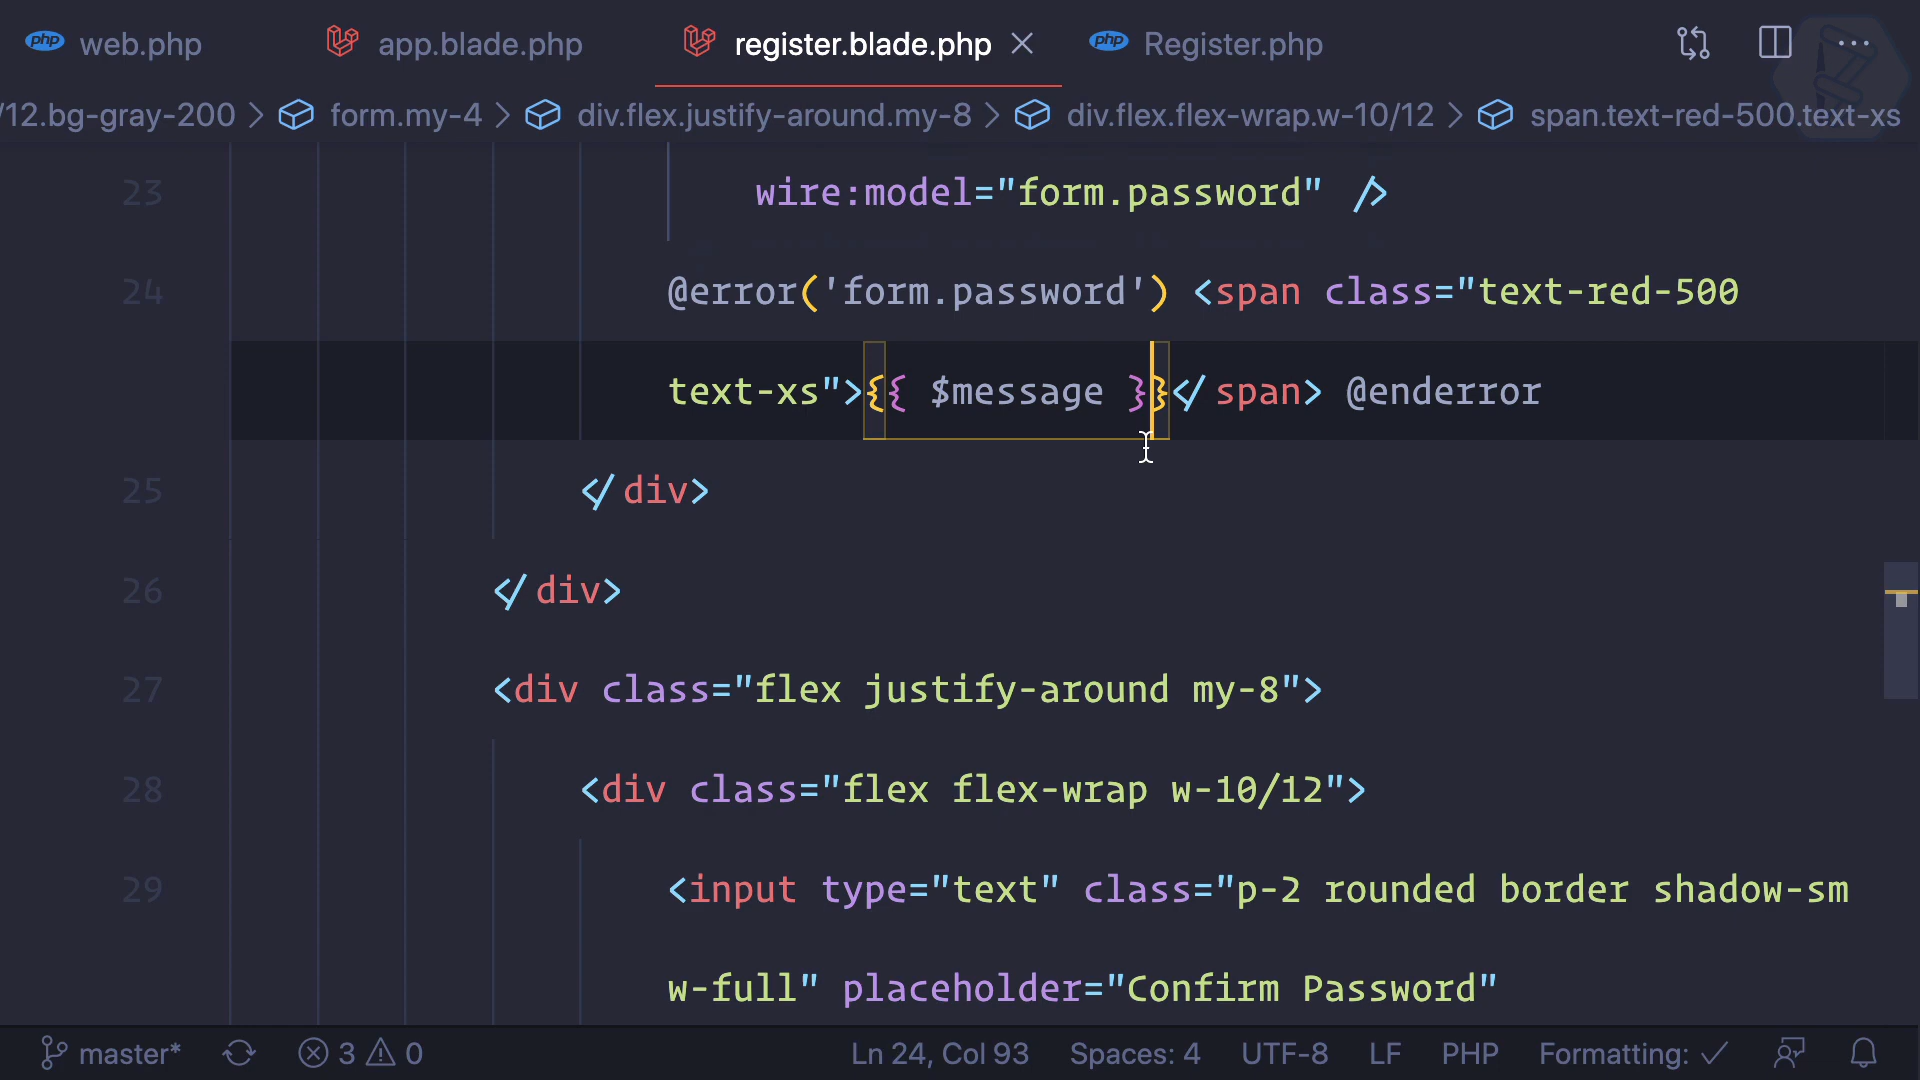 php web.php app.blade.php register.blade.php php Register.php
/12.bg-gray-200 > form.my-4 > div.flex.justify-around.my-8 > div.flex.flex-wrap.w-10/12 > span.text-red-500.text-xs
23 wire:model="form.password" />
24 @error('form.password') <span class="text-red-500
text-xs">{{ $message }}</span> @enderror
25 </div>
26 </div>
27 <div class="flex justify-around my-8">
28 <div class="flex flex-wrap w-10/12">
29 <input type="text" class="p-2 rounded border shadow-sm
w-full" placeholder="Confirm Password"
master* 3 0 Ln 24, Col 93 Spaces: 4 UTF-8 LF PHP Formatting: ✓